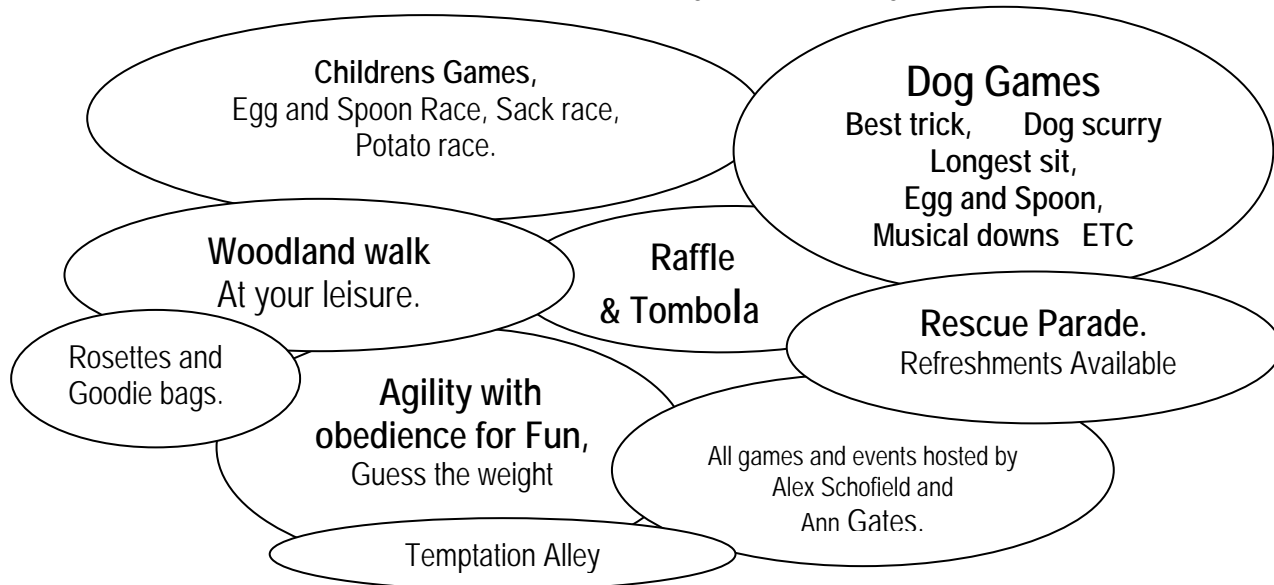 Childrens Games,
Egg and Spoon Race, Sack race,
Potato race.
Dog Games
Best trick, Dog scurry
Longest sit,
Egg and Spoon,
Musical downs ETC
Woodland walk
At your leisure.
Raffle
& Tombola
Rescue Parade.
Refreshments Available
Rosettes and
Goodie bags.
Agility with
obedience for Fun,
Guess the weight
All games and events hosted by
Alex Schofield and
Ann Gates.
Temptation Alley